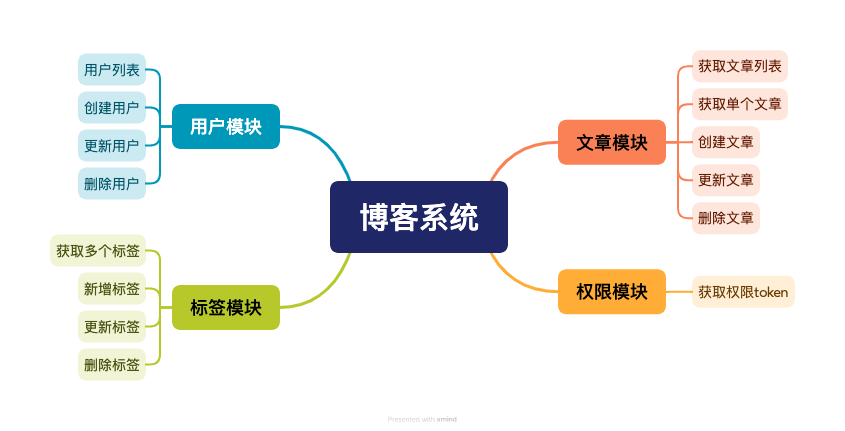 博客系统
用户模块
用户列表
创建用户
更新用户
删除用户
标签模块
获取多个标签
新增标签
更新标签
删除标签
文章模块
获取文章列表
获取单个文章
创建文章
更新文章
删除文章
权限模块
获取权限token
Presented with xmind